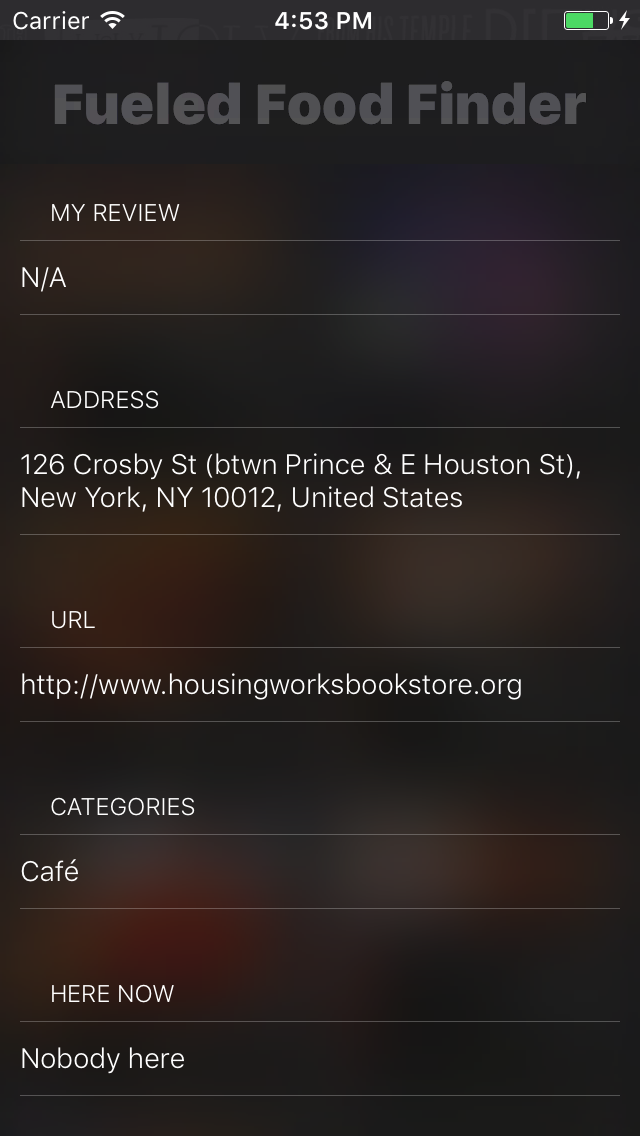 Carrier 4:53 PM
Fueled Food Finder
MY REVIEW
N/A
ADDRESS
126 Crosby St (btwn Prince & E Houston St),
New York, NY 10012, United States
URL
http://www.housingworksbookstore.org
CATEGORIES
Café
HERE NOW
Nobody here